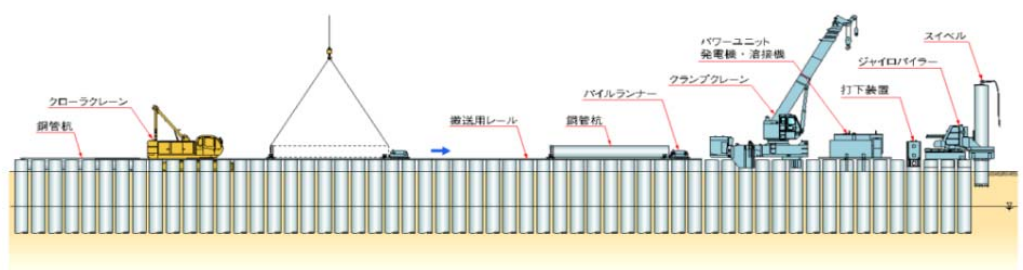 クローラクレーン
鋼管杭
搬送用レール
鋼管杭
パイルランナー
クランプクレーン
パワーユニット
発電機・溶接機
打下装置
ジャイロパイラー
スイベル